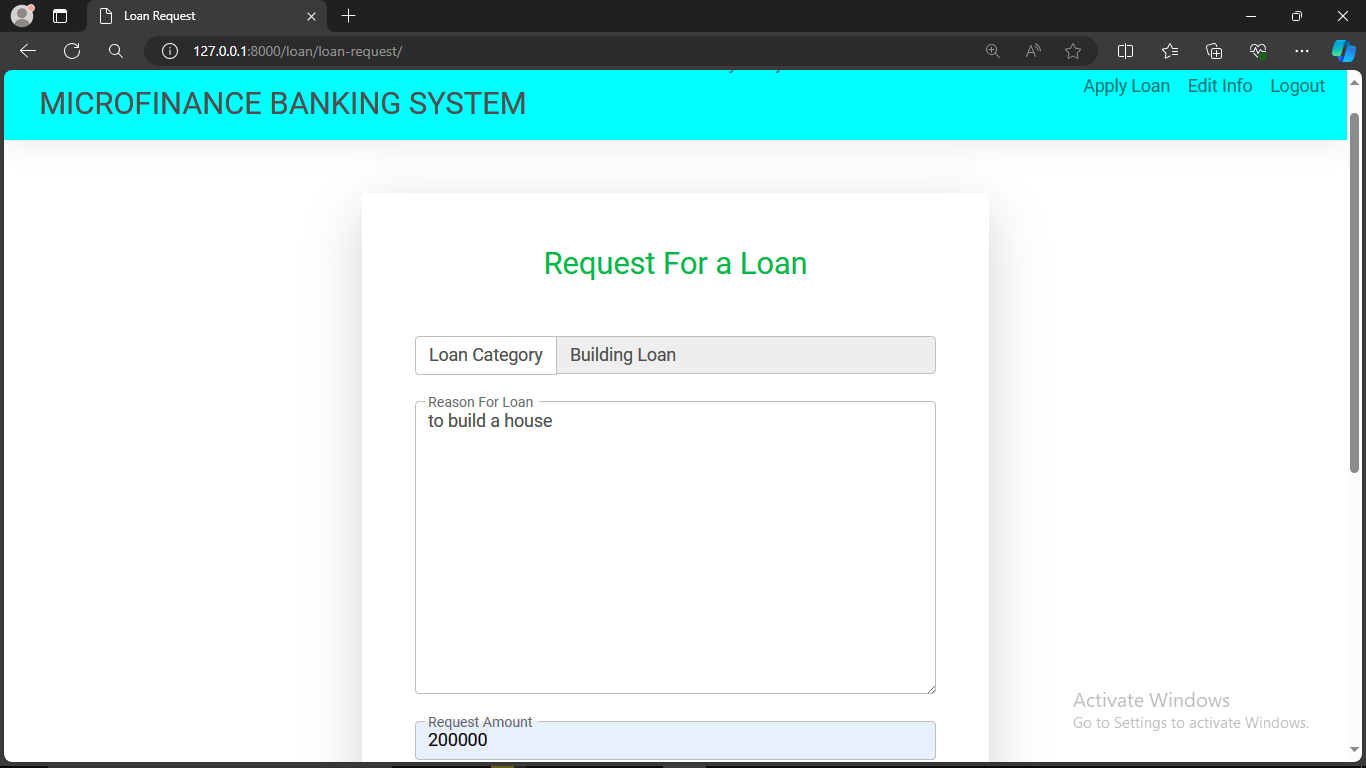 Loan Request
127.0.0.1:8000/loan/loan-request/
Apply Loan Edit Info Logout
MICROFINANCE BANKING SYSTEM
Request For a Loan
Loan Category Building Loan
Reason For Loan
to build a house
Request Amount
200000
Activate Windows
Go to Settings to activate Windows.